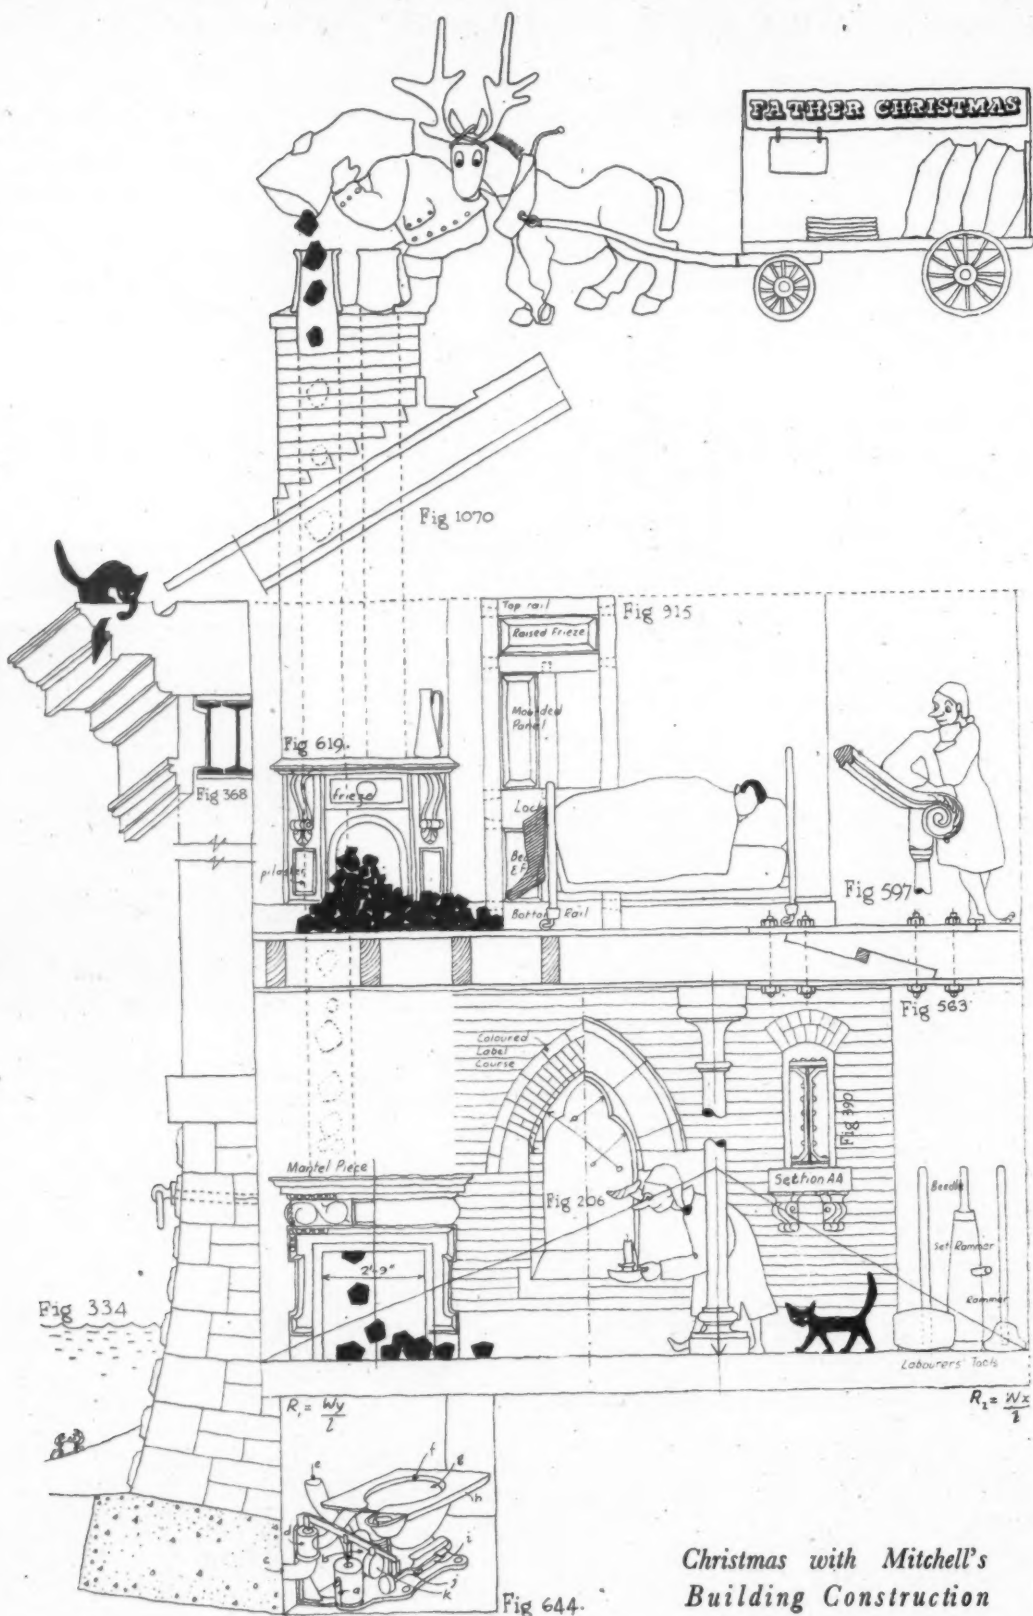 FATHER CHRISTMAS
Fig 1070
Top rail
Fig 915
Raised Frieze
Moulded
Panel
Fig 619.
frieze
Fig 368
Lock
pilaster
Bottom Rail
Fig 597
Fig 563
Coloured
Label
Course
Fig 390
Mantel Piece
Section AA
Fig 206
Beedle
Set Rammer
Rammer
2'-9"
Fig 334
Labourers' Tools
R₁ = Wy/l
R₂ = Wx/l
e
f
g
h
d
i
c
b
j
a
k
Fig 644.
Christmas with Mitchell's
Building Construction